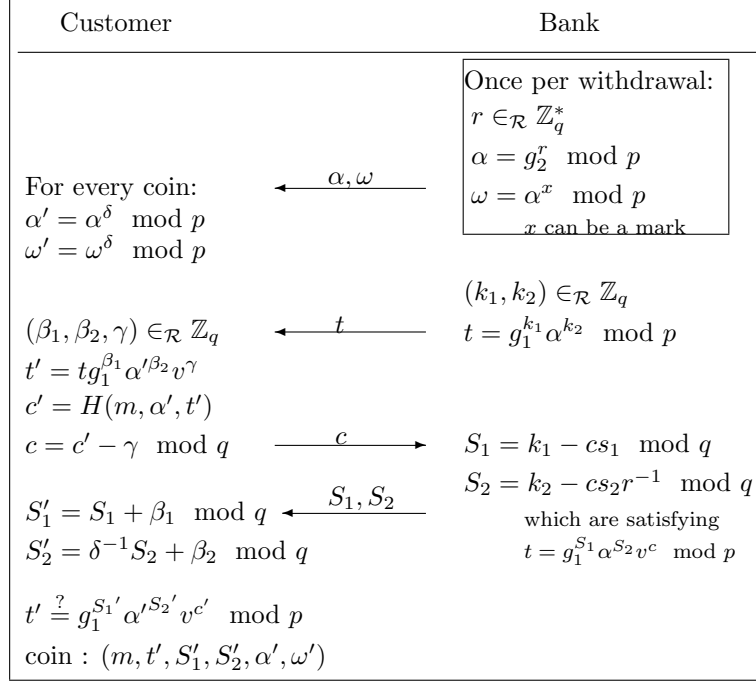 Customer Bank
Once per withdrawal:
r ∈_R ℤ_q^*
α = g_2^r mod p
α, ω
For every coin:
ω = α^x mod p
α′ = α^δ mod p
x can be a mark
ω′ = ω^δ mod p
(k_1, k_2) ∈_R ℤ_q
(β_1, β_2, γ) ∈_R ℤ_q t t = g_1^{k_1} α^{k_2} mod p
t′ = t g_1^{β_1} α′^{β_2} v^γ
c′ = H(m, α′, t′)
c = c′ − γ mod q c S_1 = k_1 − cs_1 mod q
S_2 = k_2 − cs_2 r^{−1} mod q
S′_1 = S_1 + β_1 mod q S_1, S_2
which are satisfying
S′_2 = δ^{−1} S_2 + β_2 mod q t = g_1^{S_1} α^{S_2} v^c mod p
t′ ≟ g_1^{S_1′} α′^{S_2′} v^{c′} mod p
coin : (m, t′, S′_1, S′_2, α′, ω′)